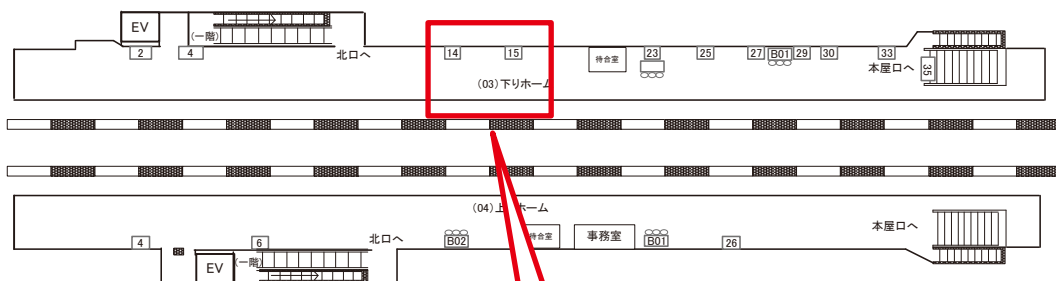 EV
(一階)
2
4
北口へ
14
15
待合室
23
25
27
B01
29
30
33
本屋口へ
35
(03)下りホーム
(04)上りホーム
4
6
北口へ
B02
待合室
事務室
B01
26
本屋口へ
EV
(一階)